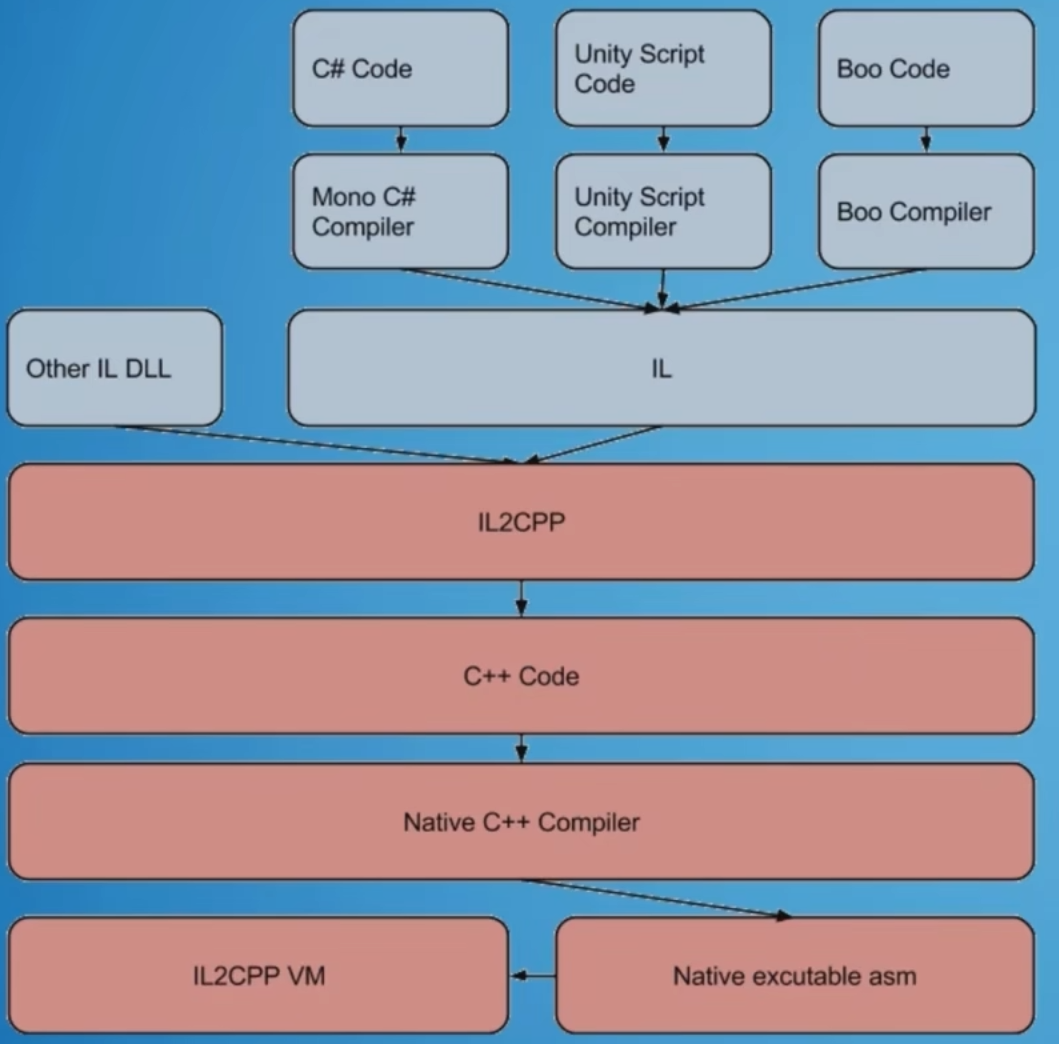 C# Code
Unity Script
Code
Boo Code
Mono C#
Compiler
Unity Script
Compiler
Boo Compiler
Other IL DLL
IL
IL2CPP
C++ Code
Native C++ Compiler
IL2CPP VM
Native excutable asm